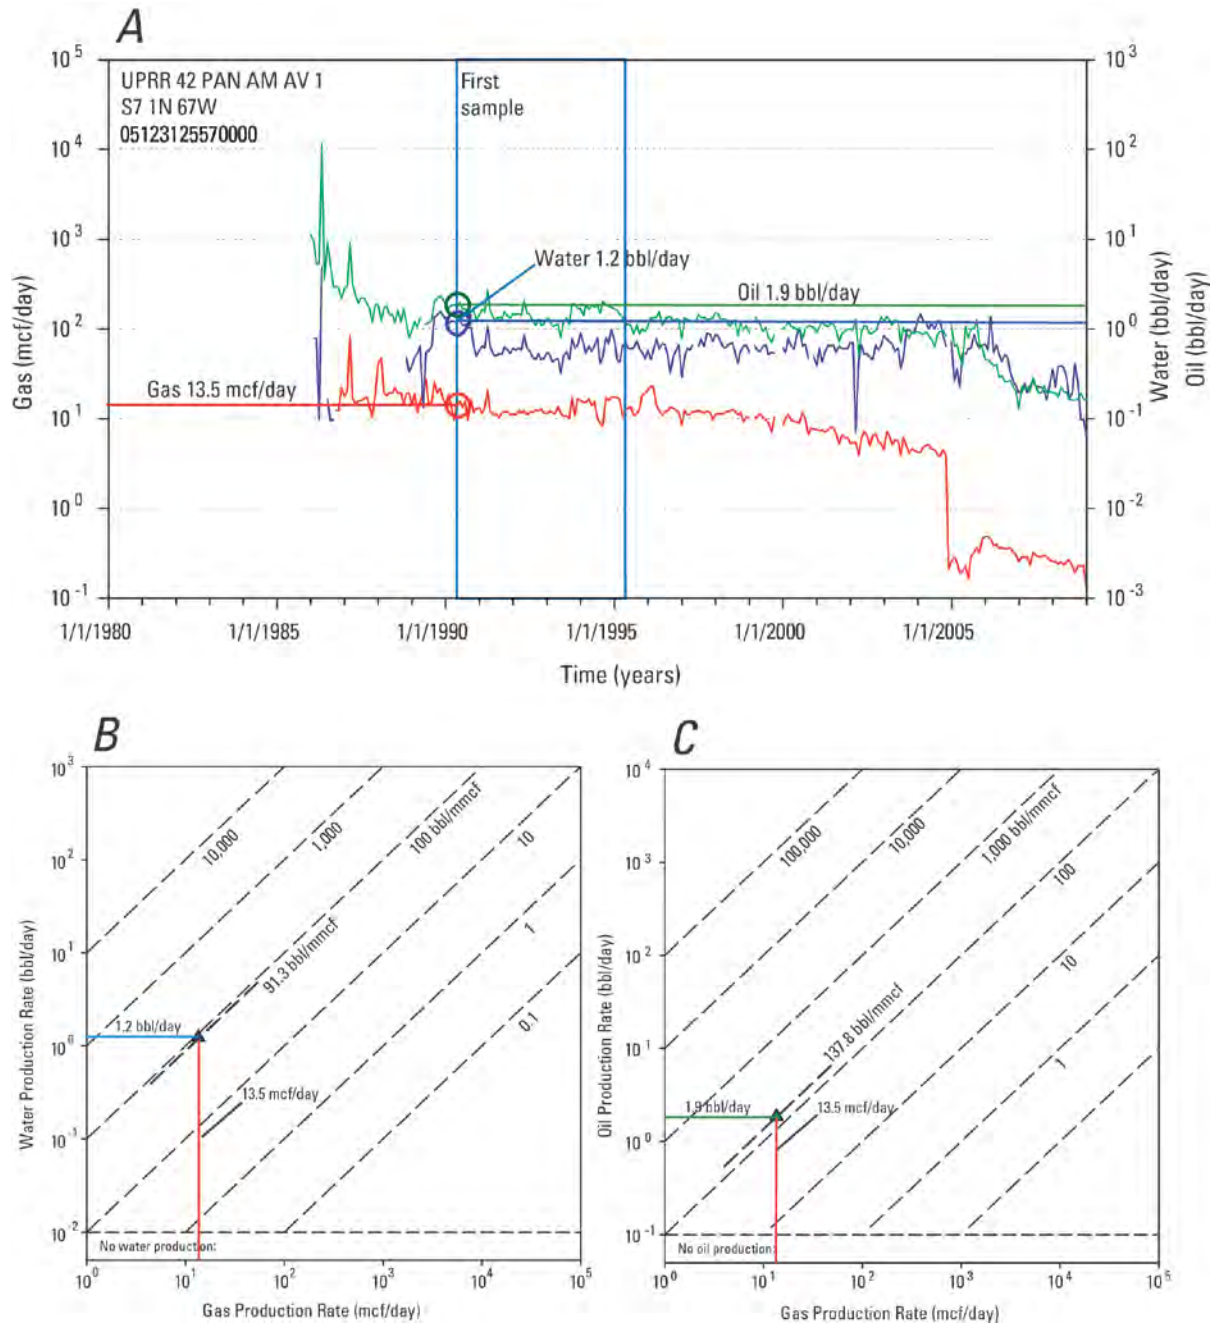 A
10^5
10^4
10^3
10^2
10^1
10^0
10^-1
Gas (mcf/day)
UPRR 42 PAN AM AV 1
S7 1N 67W
05123125570000
First
sample
Water 1.2 bbl/day
Oil 1.9 bbl/day
Gas 13.5 mcf/day
10^3
10^2
10^1
10^0
10^-1
10^-2
10^-3
Water (bbl/day)
Oil (bbl/day)
1/1/1980
1/1/1985
1/1/1990
1/1/1995
1/1/2000
1/1/2005
Time (years)
B
10^3
10^2
10^1
10^0
10^-1
10^-2
Water Production Rate (bbl/day)
10,000
1,000
100 bbl/mmcf
10
1
0.1
91.3 bbl/mmcf
1.2 bbl/day
13.5 mcf/day
No water production:
10^0
10^1
10^2
10^3
10^4
10^5
Gas Production Rate (mcf/day)
C
10^4
10^3
10^2
10^1
10^0
10^-1
Oil Production Rate (bbl/day)
100,000
10,000
1,000 bbl/mmcf
100
10
1
137.8 bbl/mmcf
1.9 bbl/day
13.5 mcf/day
No oil production:
10^0
10^1
10^2
10^3
10^4
10^5
Gas Production Rate (mcf/day)